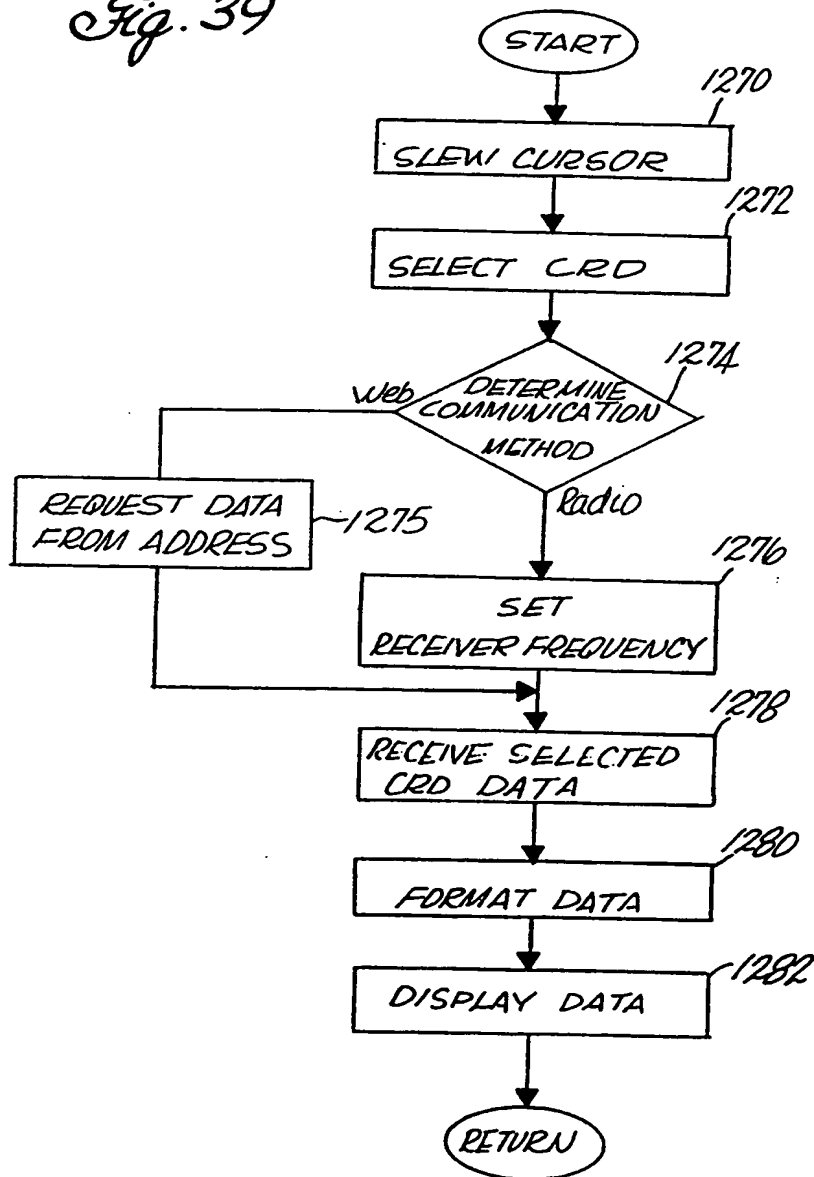 Fig. 39
START
1270
SLEW CURSOR
1272
SELECT CRD
1274
Web
DETERMINE
COMMUNICATION
METHOD
Radio
REQUEST DATA
FROM ADDRESS
1275
1276
SET
RECEIVER FREQUENCY
1278
RECEIVE SELECTED
CRD DATA
1280
FORMAT DATA
1282
DISPLAY DATA
RETURN